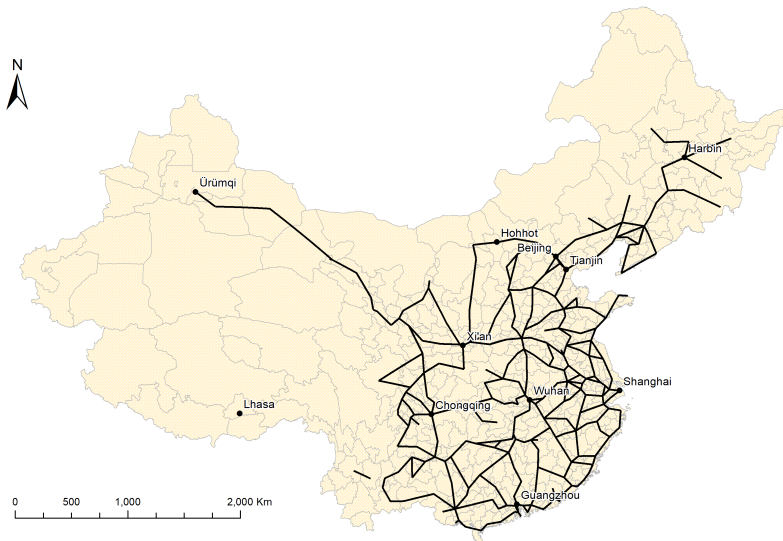 N
Harbin
Ürümqi
Hohhot
Beijing
Tianjin
Xi'an
Shanghai
Wuhan
Lhasa
Chongqing
Guangzhou
0 500 1,000 2,000 Km